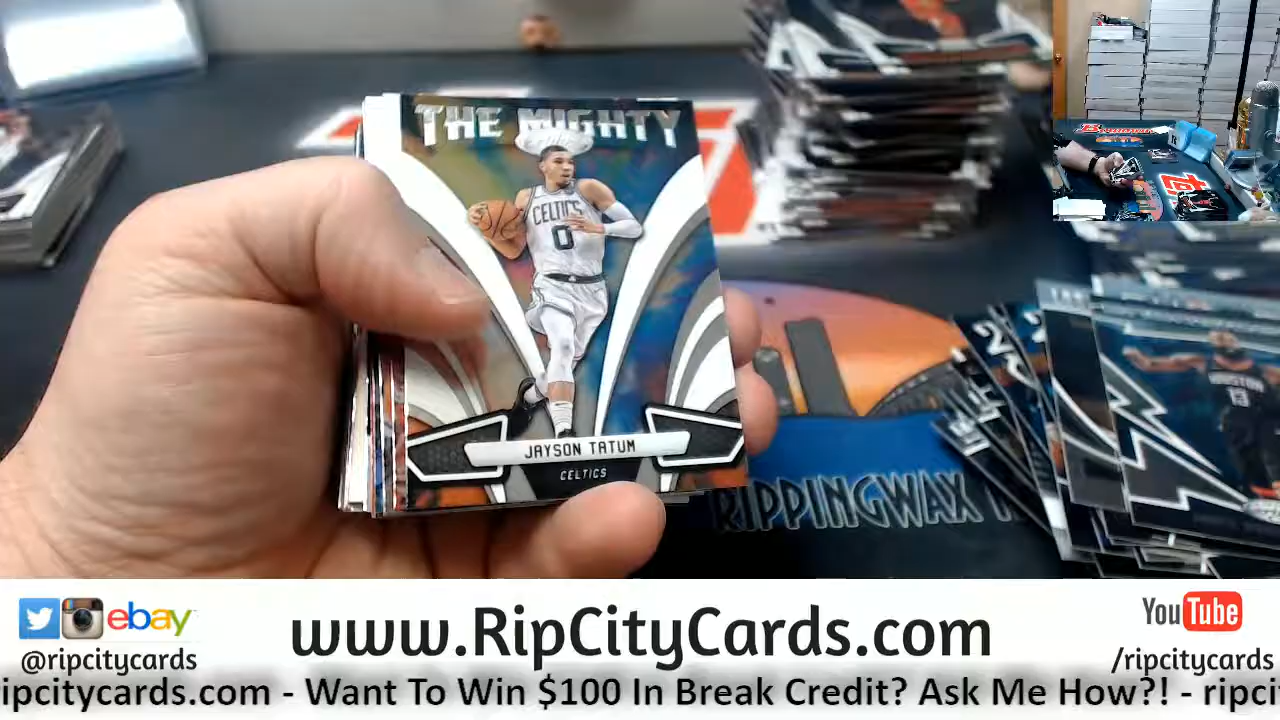 THE MIGHTY
CELTICS
0
JAYSON TATUM
CELTICS
13
RIPPINGWAX
ebay
www.RipCityCards.com
YouTube
@ripcitycards
/ripcitycards
ipcitycards.com - Want To Win $100 In Break Credit? Ask Me How?! - ripci